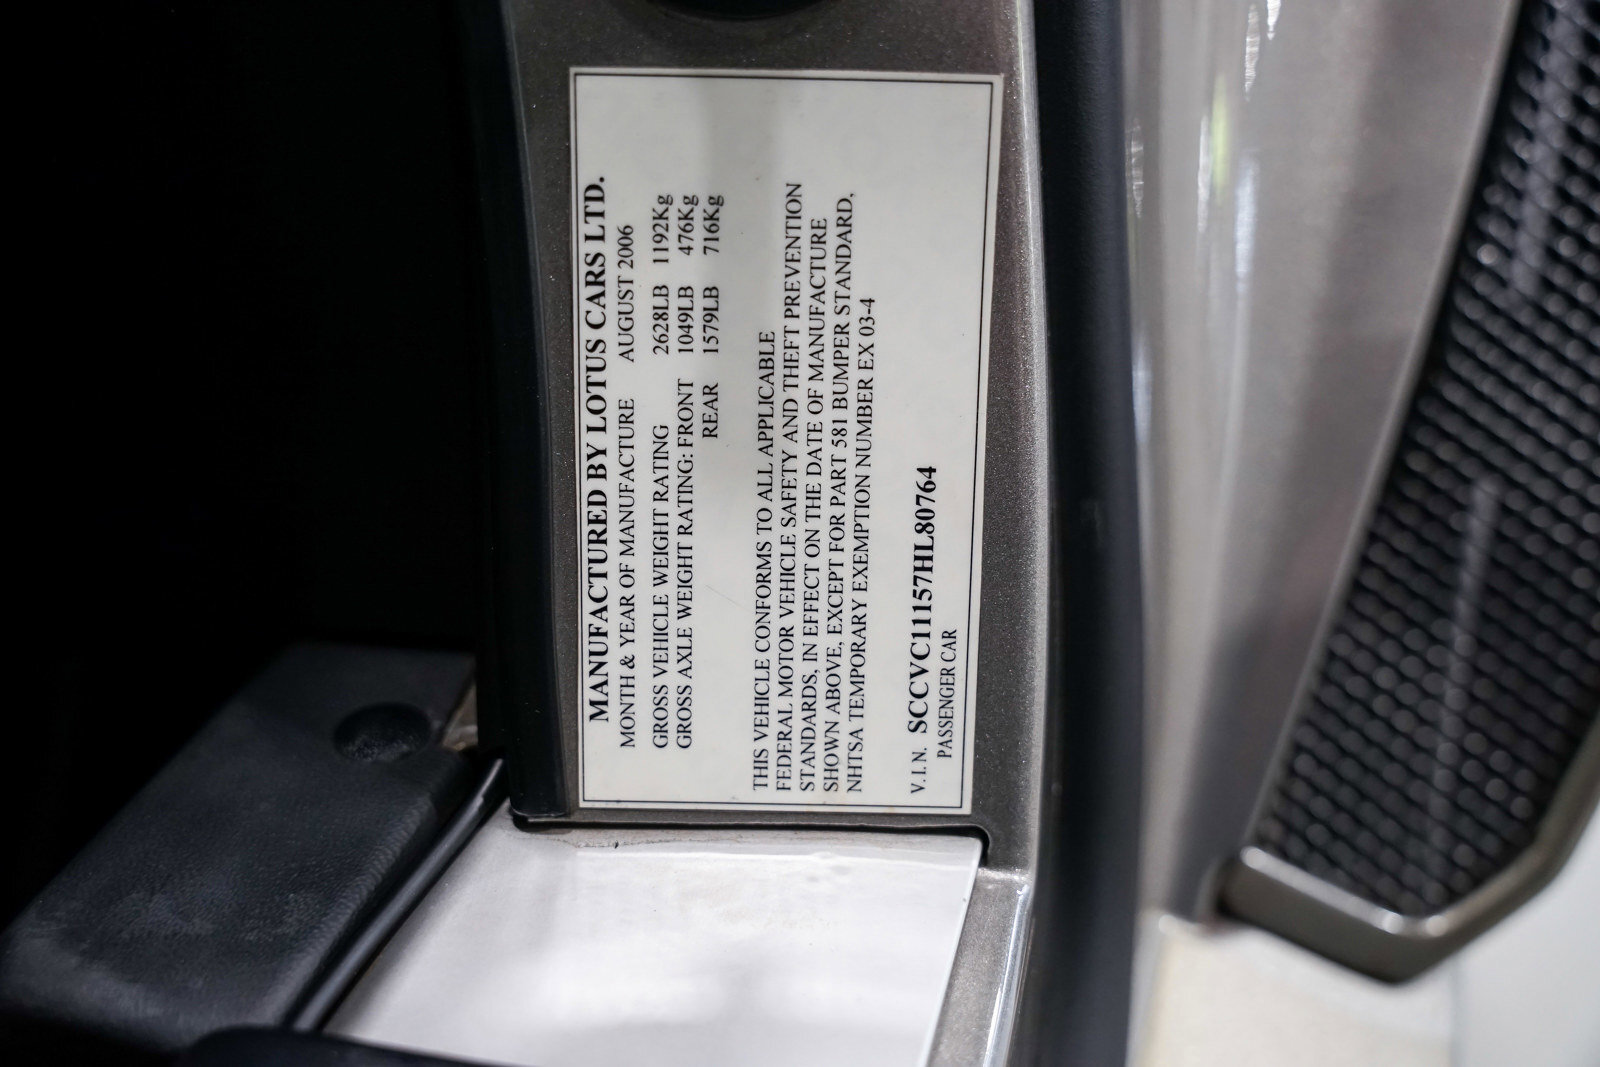 MANUFACTURED BY LOTUS CARS LTD.
MONTH & YEAR OF MANUFACTURE AUGUST 2006
GROSS VEHICLE WEIGHT RATING 2628LB 1192Kg
GROSS AXLE WEIGHT RATING: FRONT 1049LB 476Kg
REAR 1579LB 716Kg
THIS VEHICLE CONFORMS TO ALL APPLICABLE
FEDERAL MOTOR VEHICLE SAFETY AND THEFT PREVENTION
STANDARDS, IN EFFECT ON THE DATE OF MANUFACTURE
SHOWN ABOVE, EXCEPT FOR PART 581 BUMPER STANDARD,
NHTSA TEMPORARY EXEMPTION NUMBER EX 03-4
V.I.N. SCCVC11157HL80764
PASSENGER CAR